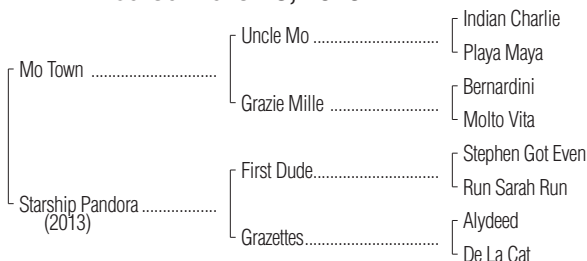 Indian Charlie
Uncle Mo
Playa Maya
Mo Town
Bernardini
Grazie Mille
Molto Vita
Stephen Got Even
First Dude
Run Sarah Run
Starship Pandora
(2013)
Alydeed
Grazettes
De La Cat